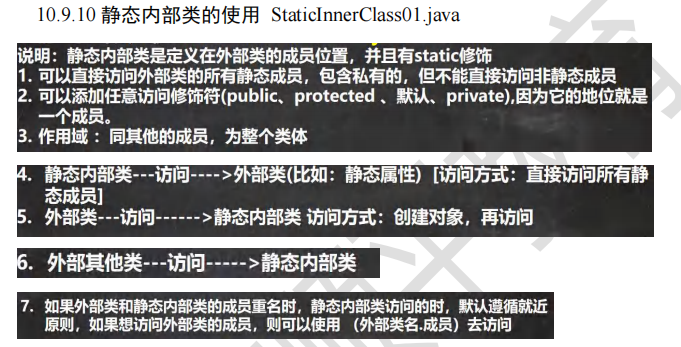 10.9.10 静态内部类的使用 StaticInnerClass01.java
说明：静态内部类是定义在外部类的成员位置，并且有static修饰
1. 可以直接访问外部类的所有静态成员，包含私有的，但不能直接访问非静态成员
2. 可以添加任意访问修饰符(public、protected 、默认、private),因为它的地位就是
一个成员。
3. 作用域 ：同其他的成员，为整个类体
4. 静态内部类---访问---->外部类(比如：静态属性) [访问方式：直接访问所有静
态成员]
5. 外部类---访问------>静态内部类 访问方式：创建对象，再访问
6. 外部其他类---访问----->静态内部类
7. 如果外部类和静态内部类的成员重名时，静态内部类访问的时，默认遵循就近
原则，如果想访问外部类的成员，则可以使用 （外部类名.成员）去访问